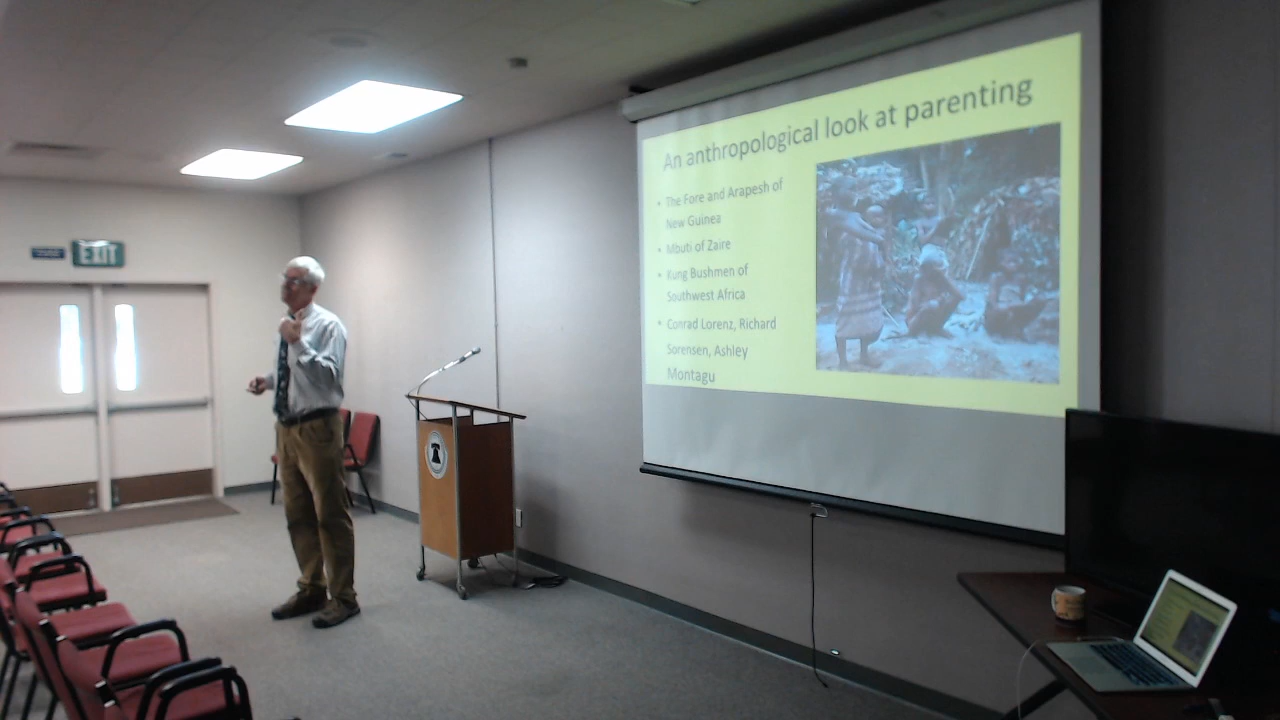 An anthropological look at parenting
• The Fore and Arapesh of
New Guinea
• Mbuti of Zaire
• Kung Bushmen of
Southwest Africa
• Conrad Lorenz, Richard
Sorensen, Ashley
Montagu
EXIT